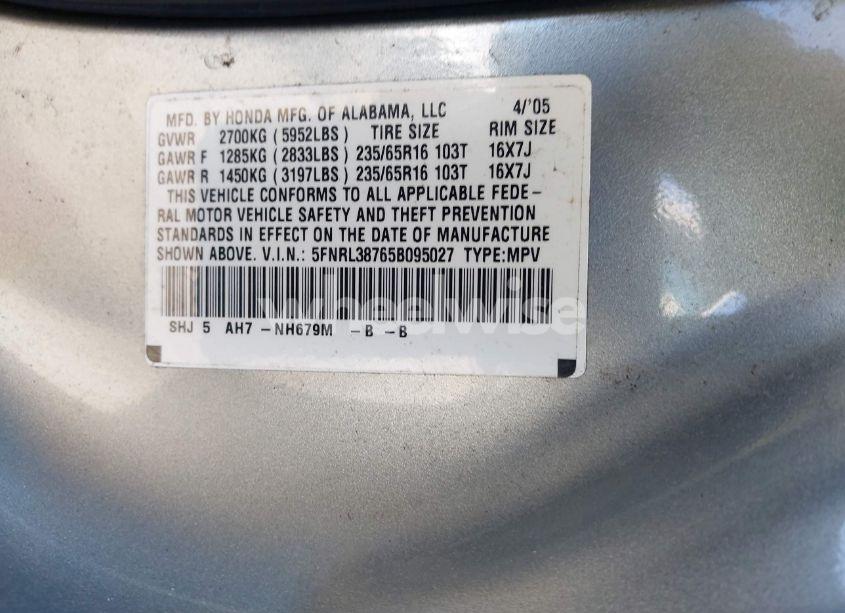 MFD. BY HONDA MFG. OF ALABAMA, LLC 4/'05
GVWR 2700KG (5952LBS) TIRE SIZE RIM SIZE
GAWR F 1285KG (2833LBS) 235/65R16 103T 16X7J
GAWR R 1450KG (3197LBS) 235/65R16 103T 16X7J
THIS VEHICLE CONFORMS TO ALL APPLICABLE FEDE-
RAL MOTOR VEHICLE SAFETY AND THEFT PREVENTION
STANDARDS IN EFFECT ON THE DATE OF MANUFACTURE
SHOWN ABOVE. V.I.N.: 5FNRL38765B095027 TYPE:MPV
wheelwise
SHJ 5 AH7 -NH679M -B -B